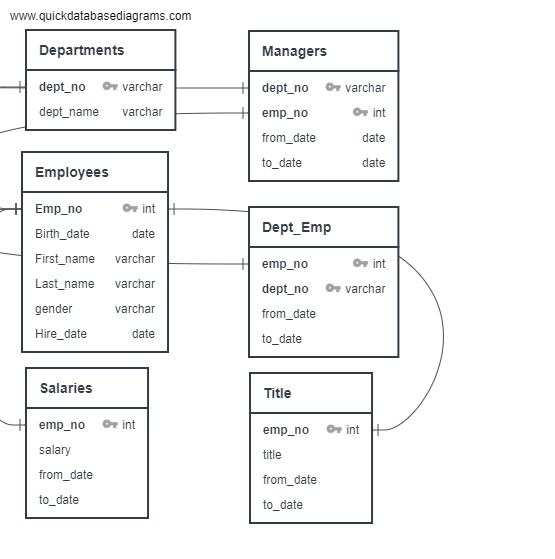 www.quickdatabasediagrams.com
Departments
dept_no varchar
dept_name varchar
Managers
dept_no varchar
emp_no int
from_date date
to_date date
Employees
Emp_no int
Birth_date date
First_name varchar
Last_name varchar
gender varchar
Hire_date date
Dept_Emp
emp_no int
dept_no varchar
from_date
to_date
Salaries
emp_no int
salary
from_date
to_date
Title
emp_no int
title
from_date
to_date